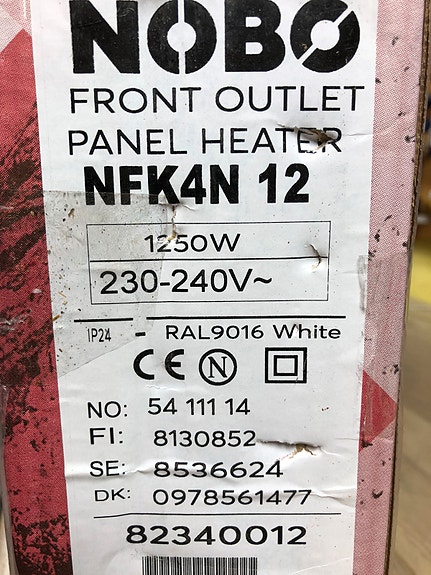 NOBO
FRONT OUTLET
PANEL HEATER
NFK4N 12
1250W
230-240V~
IP24 - RAL9016 White
CE N
NO: 54 111 14
FI: 8130852
SE: 8536624
DK: 0978561477
82340012